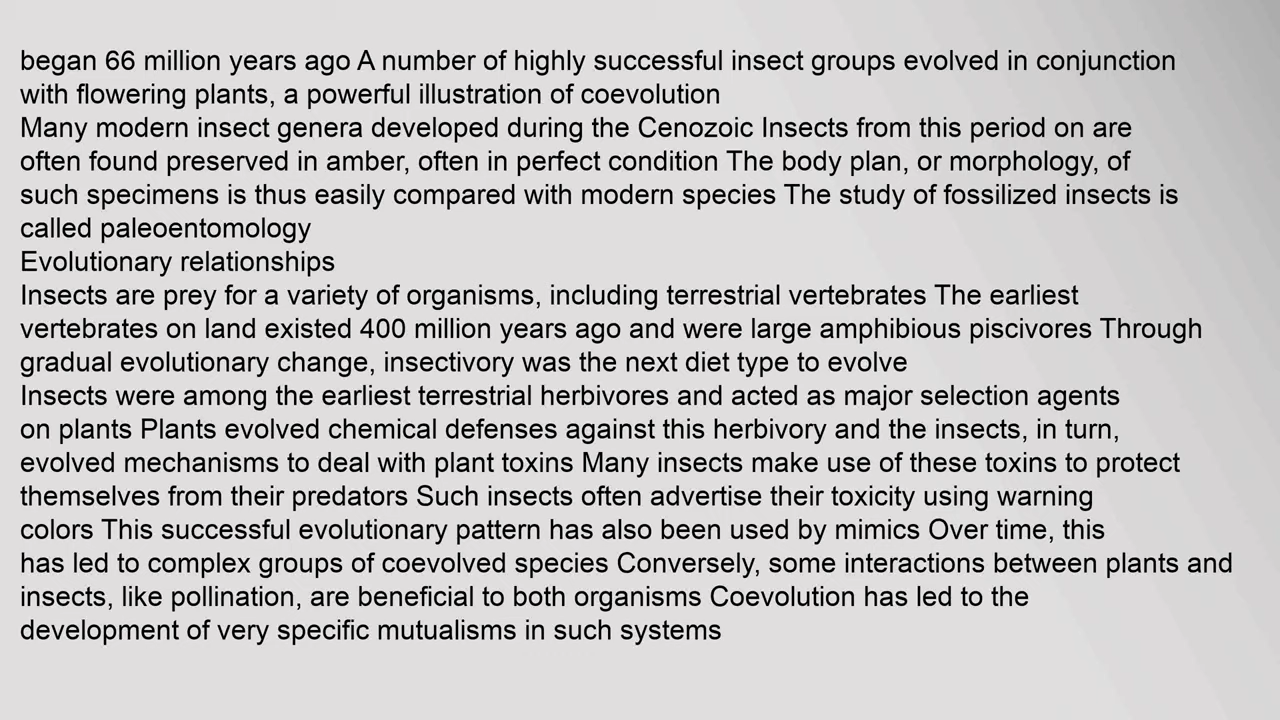 began 66 million years ago A number of highly successful insect groups evolved in conjunction
with flowering plants, a powerful illustration of coevolution
Many modern insect genera developed during the Cenozoic Insects from this period on are
often found preserved in amber, often in perfect condition The body plan, or morphology, of
such specimens is thus easily compared with modern species The study of fossilized insects is
called paleoentomology
Evolutionary relationships
Insects are prey for a variety of organisms, including terrestrial vertebrates The earliest
vertebrates on land existed 400 million years ago and were large amphibious piscivores Through
gradual evolutionary change, insectivory was the next diet type to evolve
Insects were among the earliest terrestrial herbivores and acted as major selection agents
on plants Plants evolved chemical defenses against this herbivory and the insects, in turn,
evolved mechanisms to deal with plant toxins Many insects make use of these toxins to protect
themselves from their predators Such insects often advertise their toxicity using warning
colors This successful evolutionary pattern has also been used by mimics Over time, this
has led to complex groups of coevolved species Conversely, some interactions between plants and
insects, like pollination, are beneficial to both organisms Coevolution has led to the
development of very specific mutualisms in such systems